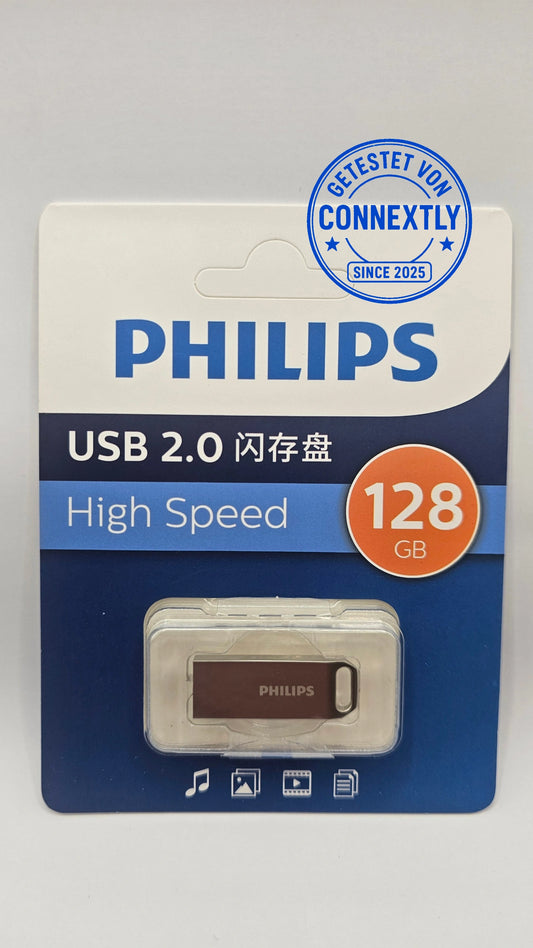 GETESTET VON
CONNEXTLY
SINCE 2025
PHILIPS
USB 2.0 闪存盘
High Speed
128
GB
PHILIPS